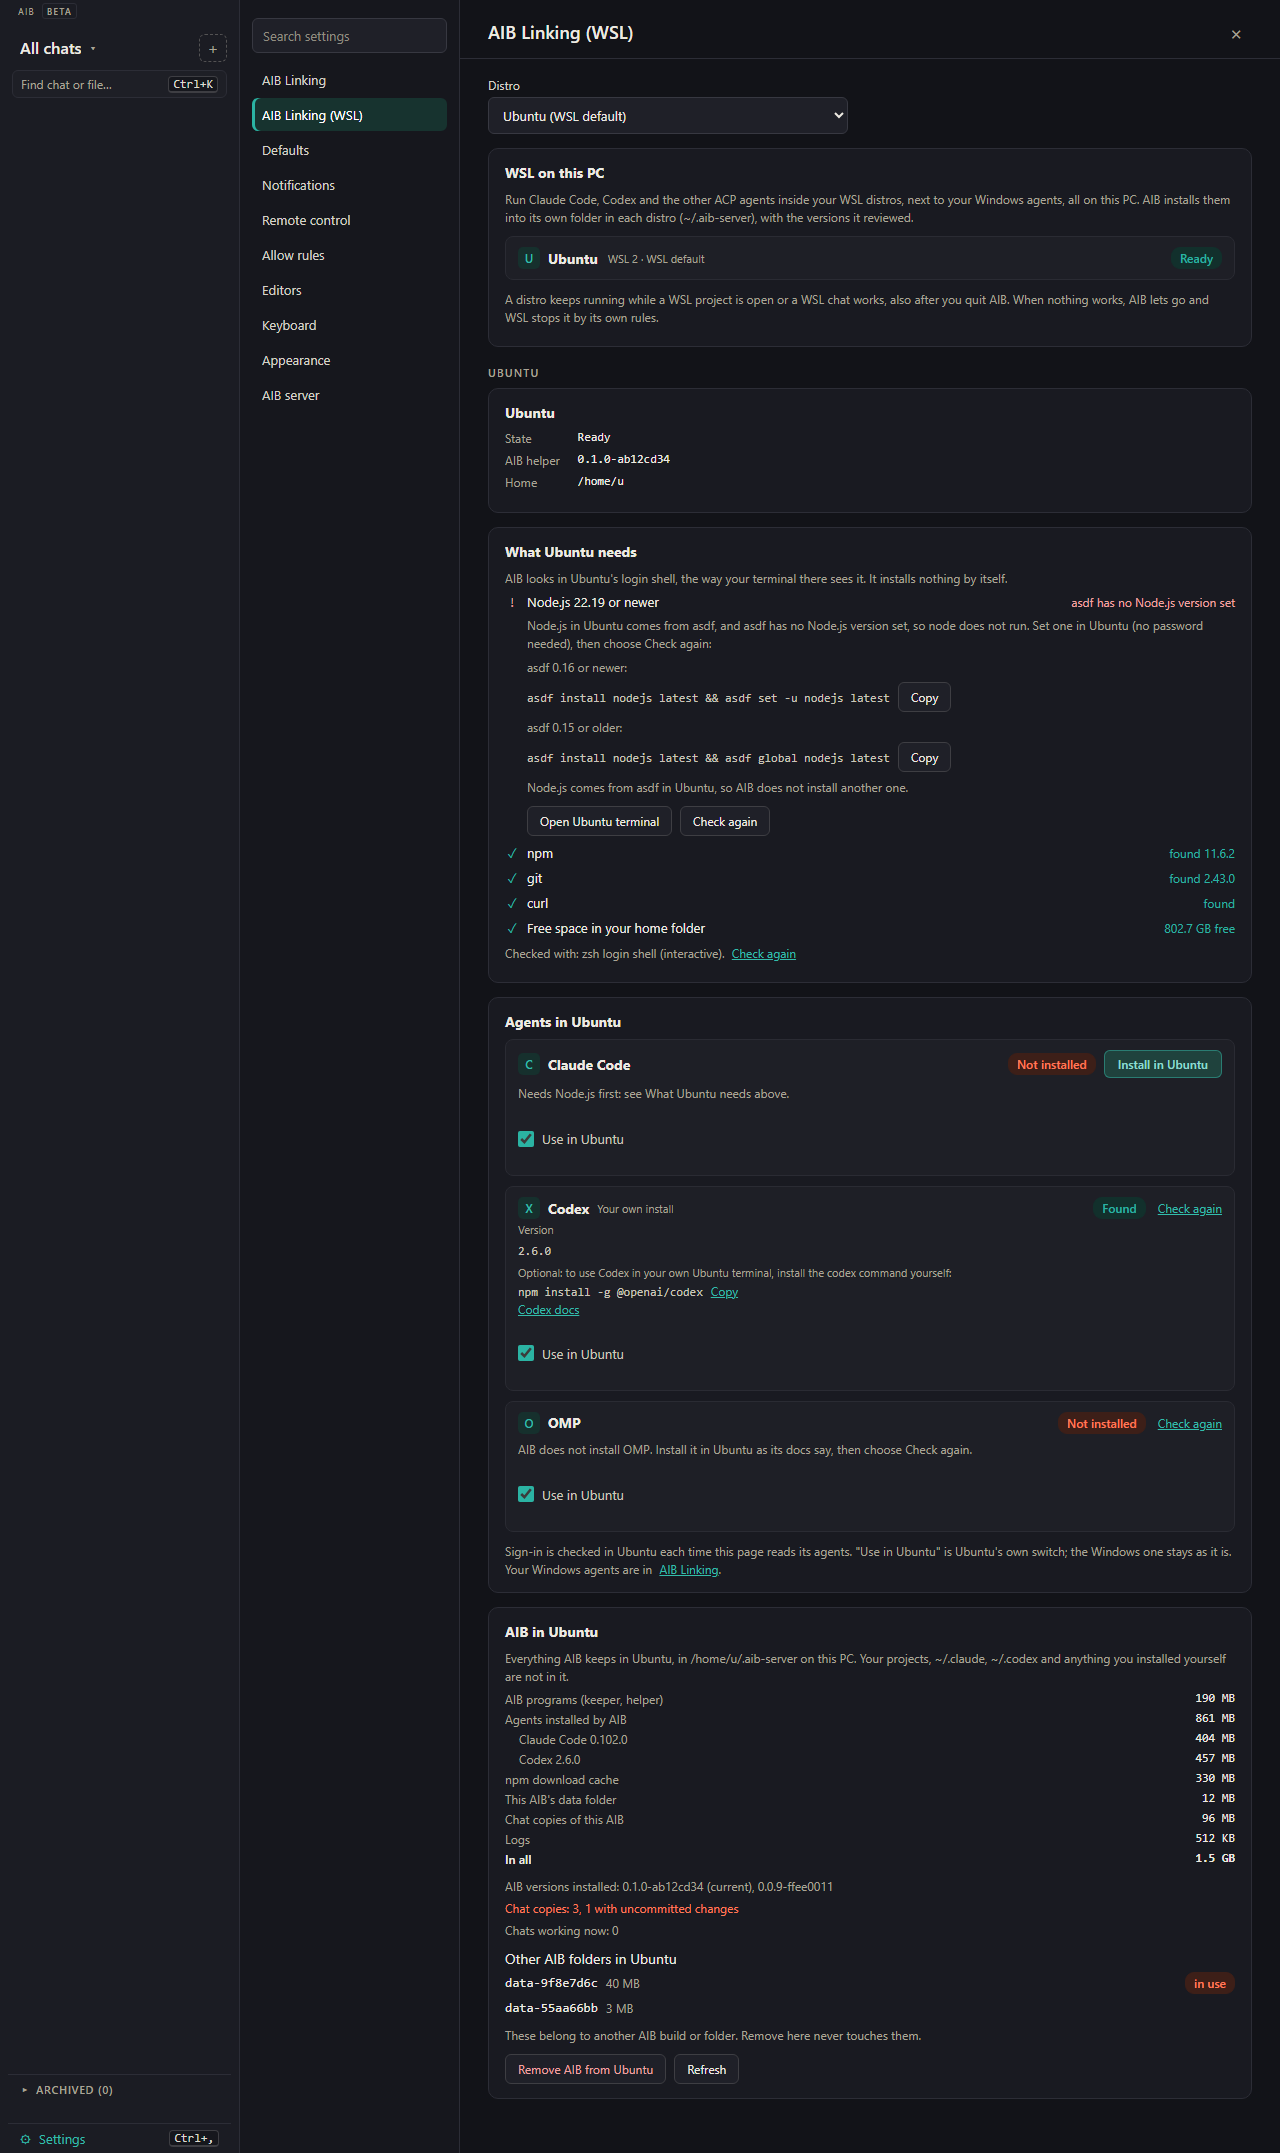 AIB BETA
All chats
+
Find chat or file... Ctrl+K
Search settings
AIB Linking
AIB Linking (WSL)
Defaults
Notifications
Remote control
Allow rules
Editors
Keyboard
Appearance
AIB server
AIB Linking (WSL)
×
Distro
Ubuntu (WSL default)
WSL on this PC
Run Claude Code, Codex and the other ACP agents inside your WSL distros, next to your Windows agents, all on this PC. AIB installs them
into its own folder in each distro (~/.aib-server), with the versions it reviewed.
U Ubuntu WSL 2 · WSL default Ready
A distro keeps running while a WSL project is open or a WSL chat works, also after you quit AIB. When nothing works, AIB lets go and
WSL stops it by its own rules.
UBUNTU
Ubuntu
State Ready
AIB helper 0.1.0-ab12cd34
Home /home/u
What Ubuntu needs
AIB looks in Ubuntu's login shell, the way your terminal there sees it. It installs nothing by itself.
! Node.js 22.19 or newer asdf has no Node.js version set
Node.js in Ubuntu comes from asdf, and asdf has no Node.js version set, so node does not run. Set one in Ubuntu (no password
needed), then choose Check again:
asdf 0.16 or newer:
asdf install nodejs latest && asdf set -u nodejs latest Copy
asdf 0.15 or older:
asdf install nodejs latest && asdf global nodejs latest Copy
Node.js comes from asdf in Ubuntu, so AIB does not install another one.
Open Ubuntu terminal Check again
✓ npm found 11.6.2
✓ git found 2.43.0
✓ curl found
✓ Free space in your home folder 802.7 GB free
Checked with: zsh login shell (interactive). Check again
Agents in Ubuntu
C Claude Code Not installed Install in Ubuntu
Needs Node.js first: see What Ubuntu needs above.
Use in Ubuntu
X Codex Your own install Found Check again
Version
2.6.0
Optional: to use Codex in your own Ubuntu terminal, install the codex command yourself:
npm install -g @openai/codex Copy
Codex docs
Use in Ubuntu
O OMP Not installed Check again
AIB does not install OMP. Install it in Ubuntu as its docs say, then choose Check again.
Use in Ubuntu
Sign-in is checked in Ubuntu each time this page reads its agents. "Use in Ubuntu" is Ubuntu's own switch; the Windows one stays as it is.
Your Windows agents are in AIB Linking.
AIB in Ubuntu
Everything AIB keeps in Ubuntu, in /home/u/.aib-server on this PC. Your projects, ~/.claude, ~/.codex and anything you installed yourself
are not in it.
AIB programs (keeper, helper) 190 MB
Agents installed by AIB 861 MB
Claude Code 0.102.0 404 MB
Codex 2.6.0 457 MB
npm download cache 330 MB
This AIB's data folder 12 MB
Chat copies of this AIB 96 MB
Logs 512 KB
In all 1.5 GB
AIB versions installed: 0.1.0-ab12cd34 (current), 0.0.9-ffee0011
Chat copies: 3, 1 with uncommitted changes
Chats working now: 0
Other AIB folders in Ubuntu
data-9f8e7d6c 40 MB in use
data-55aa66bb 3 MB
These belong to another AIB build or folder. Remove here never touches them.
Remove AIB from Ubuntu Refresh
ARCHIVED (0)
Settings Ctrl+,